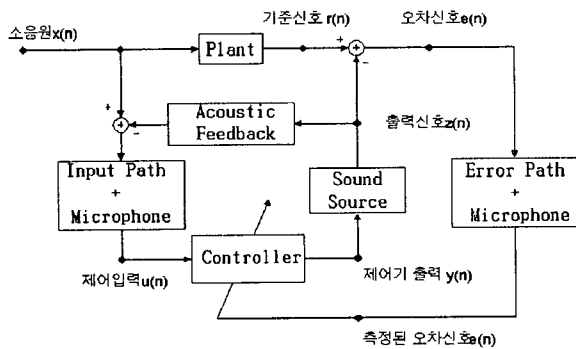 기준신호 r(n)
오차신호e(n)
소음원x(n)
+
Plant
+
-
+
-
Acoustic
Feedback
출력신호z(n)
Input Path
+
Microphone
Sound
Source
Error Path
+
Microphone
Controller
제어입력u(n)
제어기 출력 y(n)
측정된 오차신호e(n)